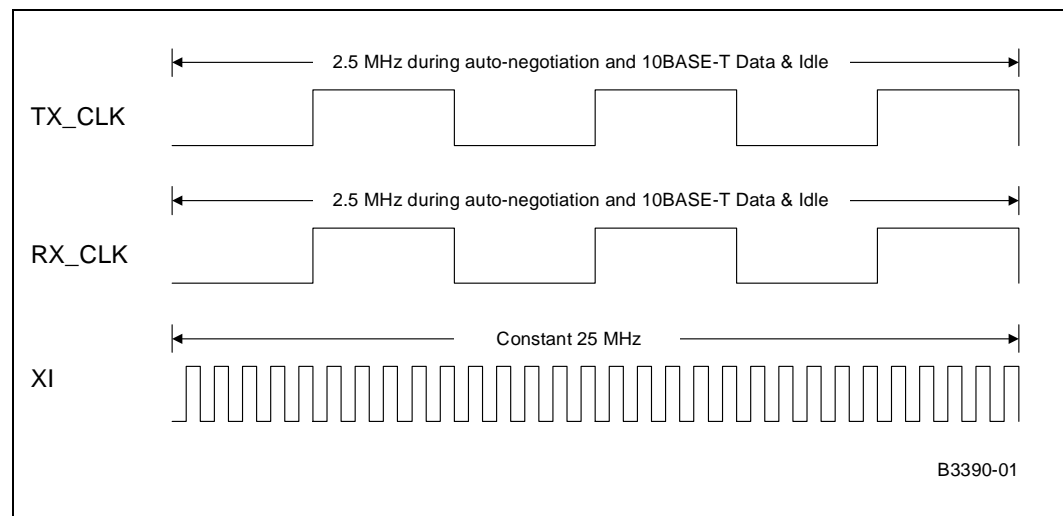 2.5 MHz during auto-negotiation and 10BASE-T Data & Idle
TX_CLK
2.5 MHz during auto-negotiation and 10BASE-T Data & Idle
RX_CLK
Constant 25 MHz
XI
B3390-01